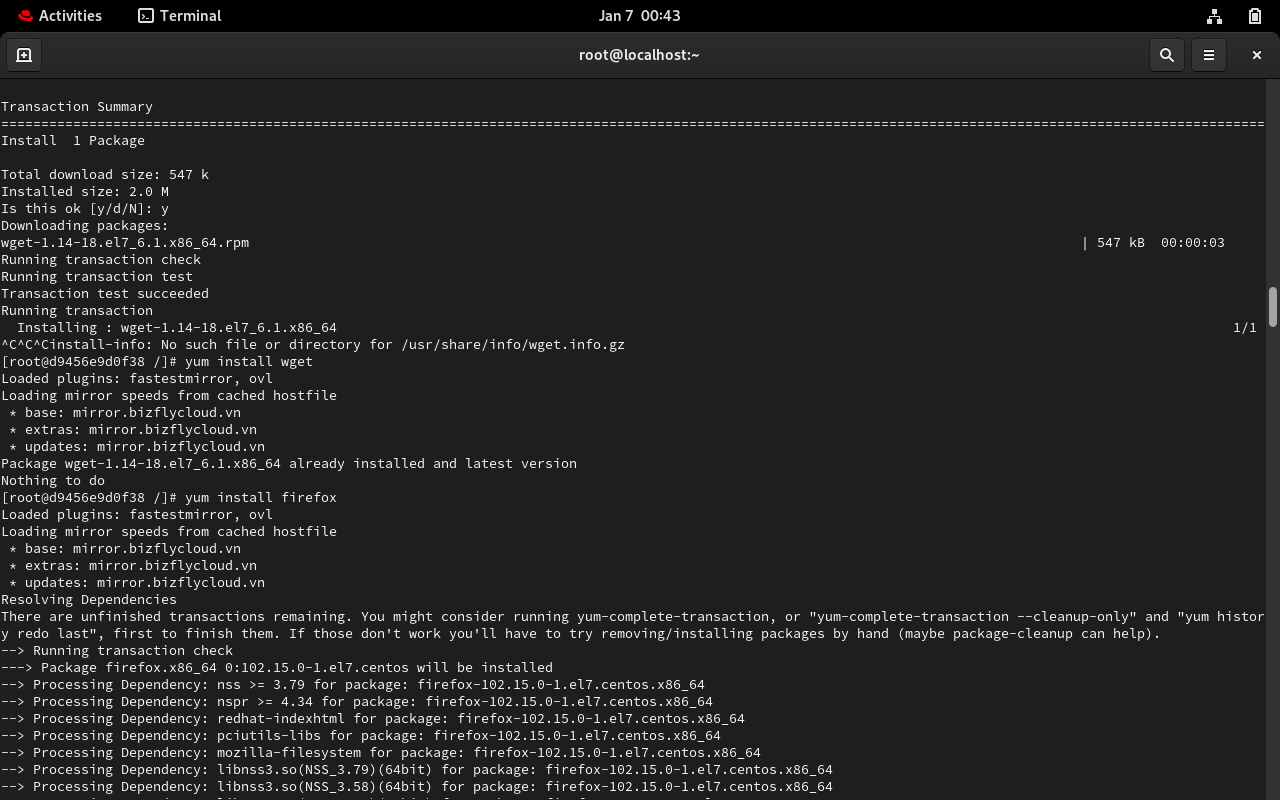 Activities
Terminal
Jan 7 00:43
root@localhost:~
Transaction Summary
================================================================================================================================================================
Install  1 Package
Total download size: 547 k
Installed size: 2.0 M
Is this ok [y/d/N]: y
Downloading packages:
wget-1.14-18.el7_6.1.x86_64.rpm | 547 kB  00:00:03
Running transaction check
Running transaction test
Transaction test succeeded
Running transaction
  Installing : wget-1.14-18.el7_6.1.x86_64 1/1
^C^C^Cinstall-info: No such file or directory for /usr/share/info/wget.info.gz
[root@d9456e9d0f38 /]# yum install wget
Loaded plugins: fastestmirror, ovl
Loading mirror speeds from cached hostfile
 * base: mirror.bizflycloud.vn
 * extras: mirror.bizflycloud.vn
 * updates: mirror.bizflycloud.vn
Package wget-1.14-18.el7_6.1.x86_64 already installed and latest version
Nothing to do
[root@d9456e9d0f38 /]# yum install firefox
Loaded plugins: fastestmirror, ovl
Loading mirror speeds from cached hostfile
 * base: mirror.bizflycloud.vn
 * extras: mirror.bizflycloud.vn
 * updates: mirror.bizflycloud.vn
Resolving Dependencies
There are unfinished transactions remaining. You might consider running yum-complete-transaction, or "yum-complete-transaction --cleanup-only" and "yum histor
y redo last", first to finish them. If those don't work you'll have to try removing/installing packages by hand (maybe package-cleanup can help).
--> Running transaction check
---> Package firefox.x86_64 0:102.15.0-1.el7.centos will be installed
--> Processing Dependency: nss >= 3.79 for package: firefox-102.15.0-1.el7.centos.x86_64
--> Processing Dependency: nspr >= 4.34 for package: firefox-102.15.0-1.el7.centos.x86_64
--> Processing Dependency: redhat-indexhtml for package: firefox-102.15.0-1.el7.centos.x86_64
--> Processing Dependency: pciutils-libs for package: firefox-102.15.0-1.el7.centos.x86_64
--> Processing Dependency: mozilla-filesystem for package: firefox-102.15.0-1.el7.centos.x86_64
--> Processing Dependency: libnss3.so(NSS_3.79)(64bit) for package: firefox-102.15.0-1.el7.centos.x86_64
--> Processing Dependency: libnss3.so(NSS_3.58)(64bit) for package: firefox-102.15.0-1.el7.centos.x86_64